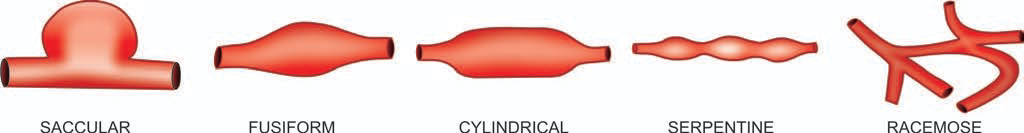 SACCULAR FUSIFORM CYLINDRICAL SERPENTINE RACEMOSE